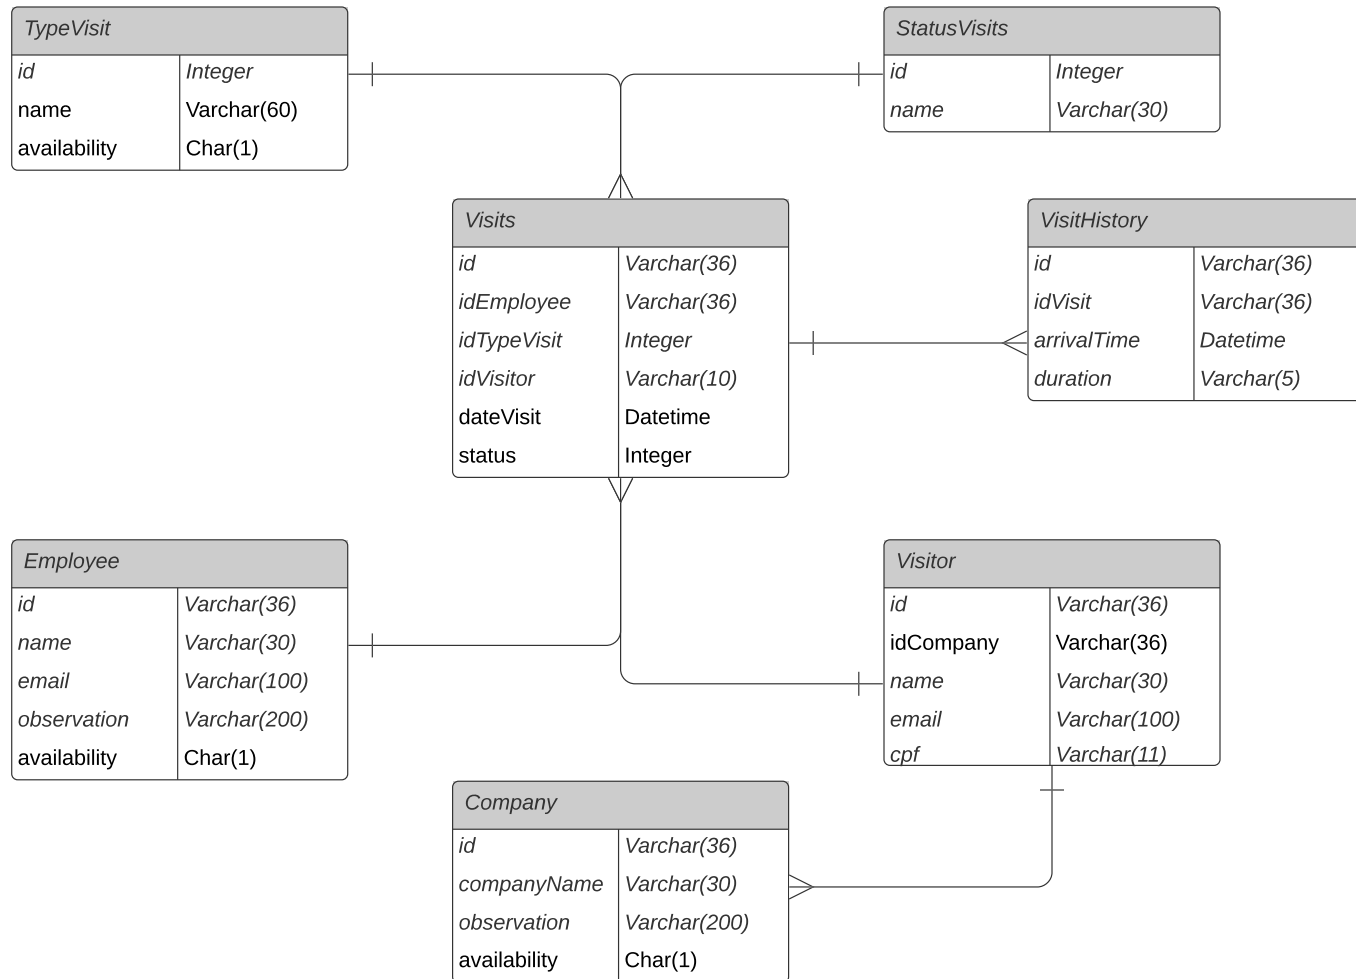 TypeVisit
id Integer
name Varchar(60)
availability Char(1)
StatusVisits
id Integer
name Varchar(30)
Visits
id Varchar(36)
idEmployee Varchar(36)
idTypeVisit Integer
idVisitor Varchar(10)
dateVisit Datetime
status Integer
VisitHistory
id Varchar(36)
idVisit Varchar(36)
arrivalTime Datetime
duration Varchar(5)
Employee
id Varchar(36)
name Varchar(30)
email Varchar(100)
observation Varchar(200)
availability Char(1)
Visitor
id Varchar(36)
idCompany Varchar(36)
name Varchar(30)
email Varchar(100)
cpf Varchar(11)
Company
id Varchar(36)
companyName Varchar(30)
observation Varchar(200)
availability Char(1)